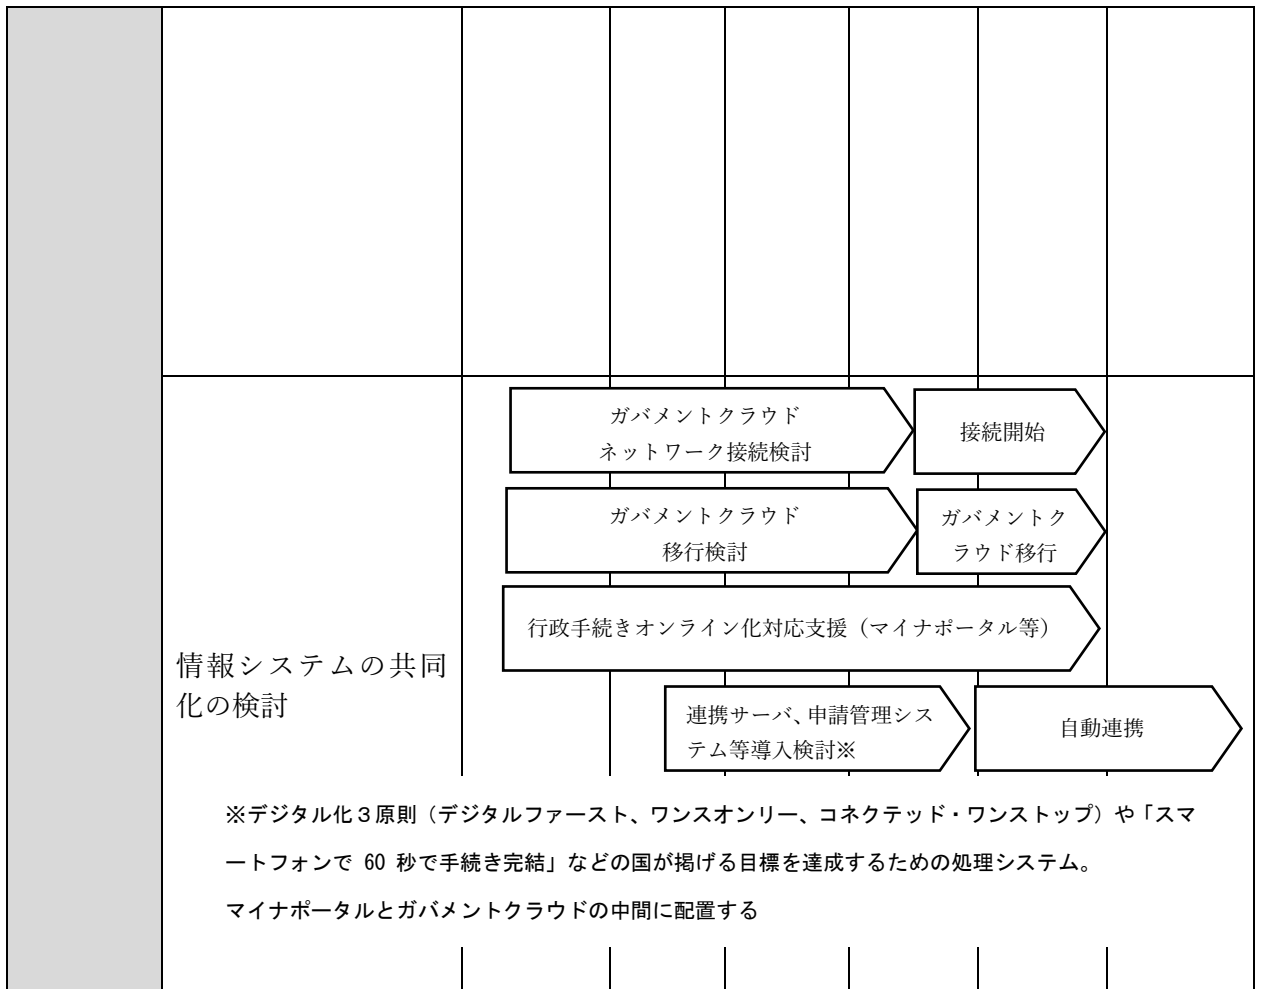 ガバメントクラウド
ネットワーク接続検討
接続開始
ガバメントクラウド
移行検討
ガバメントク
ラウド移行
行政手続きオンライン化対応支援（マイナポータル等）
情報システムの共同
化の検討
連携サーバ、申請管理シス
テム等導入検討※
自動連携
※デジタル化３原則（デジタルファースト、ワンスオンリー、コネクテッド・ワンストップ）や「スマ
ートフォンで 60 秒で手続き完結」などの国が掲げる目標を達成するための処理システム。
マイナポータルとガバメントクラウドの中間に配置する